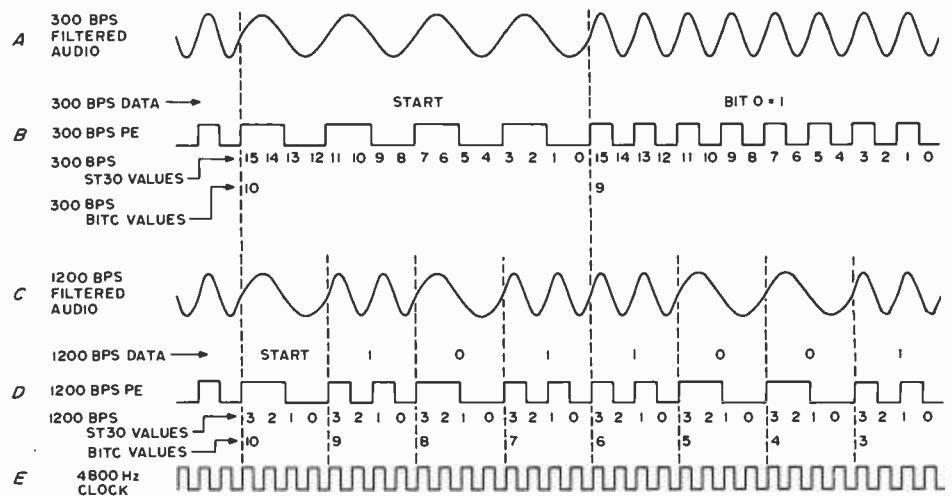 A
300 BPS
FILTERED
AUDIO
300 BPS DATA
START
BIT 0 = 1
B
300 BPS PE
300 BPS
ST30 VALUES
15 14 13 12 11 10 9 8 7 6 5 4 3 2 1 0 15 14 13 12 11 10 9 8 7 6 5 4 3 2 1 0
300 BPS
BITC VALUES
10 9
C
1200 BPS
FILTERED
AUDIO
1200 BPS DATA
START 1 0 1 1 0 0 1
D
1200 BPS PE
1200 BPS
ST30 VALUES
3 2 1 0 3 2 1 0 3 2 1 0 3 2 1 0 3 2 1 0 3 2 1 0 3 2 1 0 3 2 1 0
BITC VALUES
10 9 8 7 6 5 4 3
E
4800 Hz
CLOCK